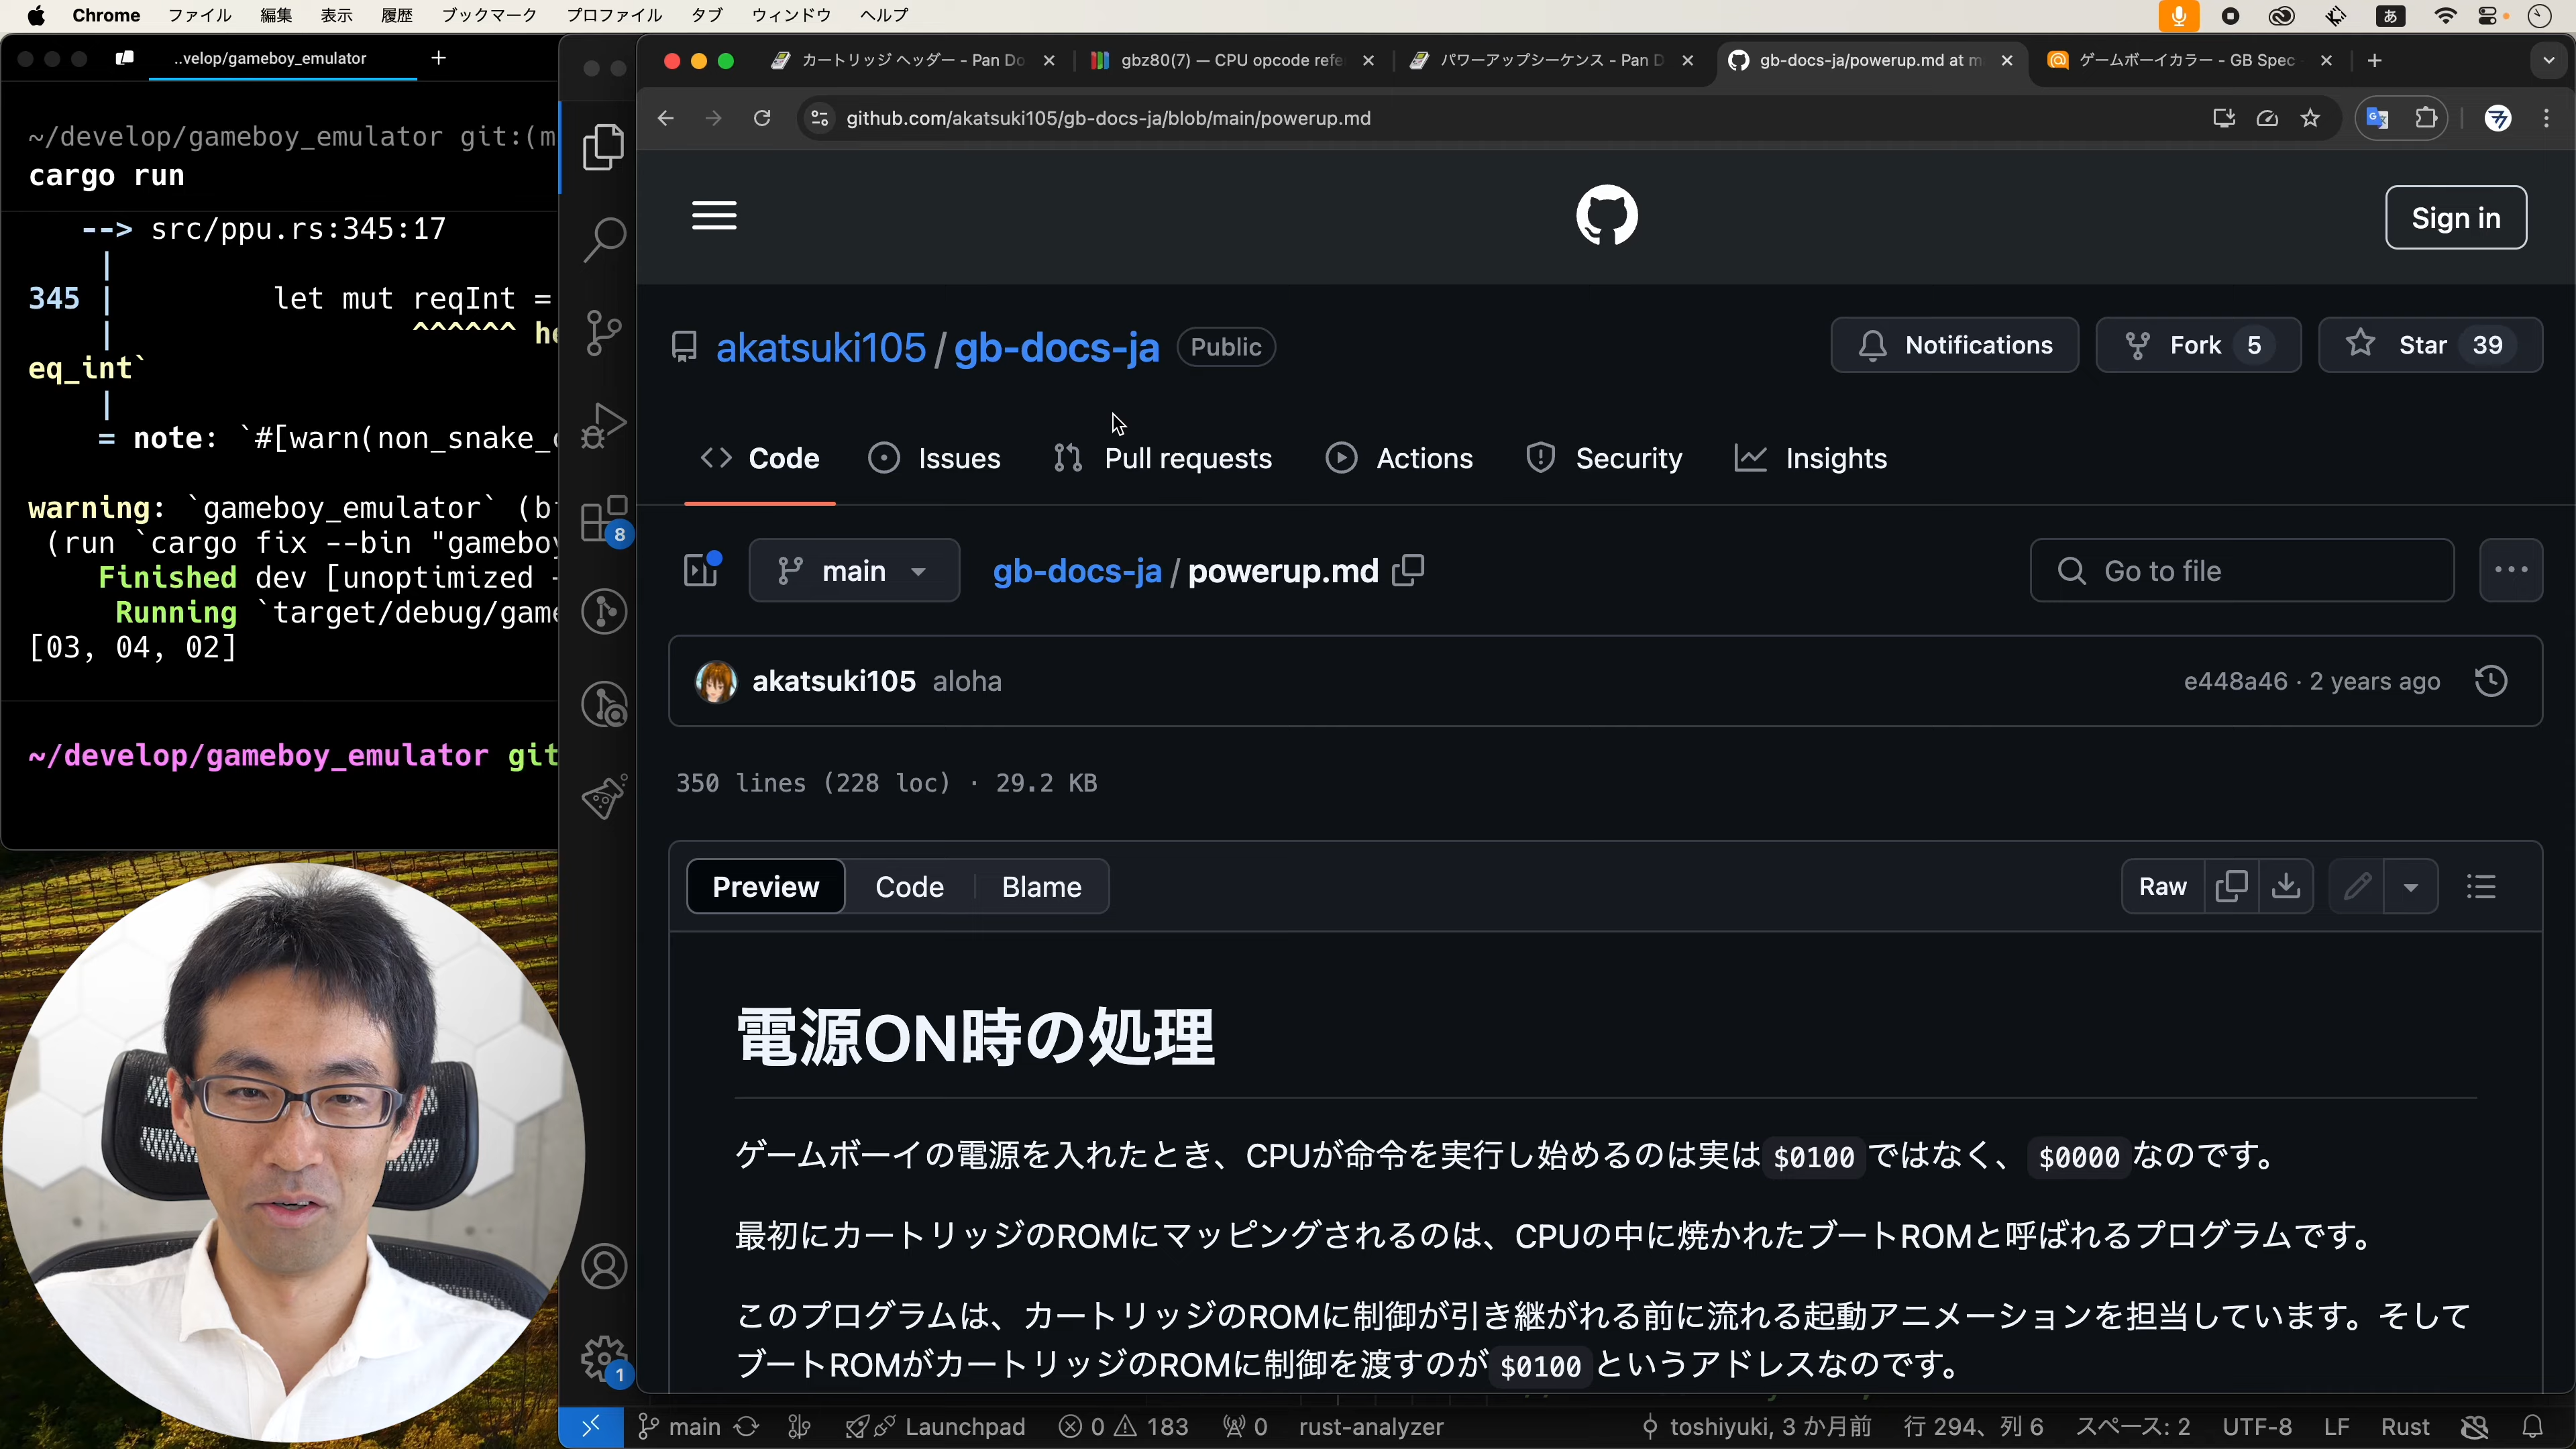 Chrome ファイル 編集 表示 履歴 ブックマーク プロファイル タブ ウィンドウ ヘルプ あ
..velop/gameboy_emulator +
~/develop/gameboy_emulator git:(m
cargo run
--> src/ppu.rs:345:17
|
345 | let mut reqInt =
| ^^^^^^ he
eq_int`
|
= note: `#[warn(non_snake_c
warning: `gameboy_emulator` (bi
(run `cargo fix --bin "gameboy
Finished dev [unoptimized +
Running `target/debug/game
[03, 04, 02]
~/develop/gameboy_emulator git
8
1
カートリッジ ヘッダー - Pan Do
gbz80(7) — CPU opcode refe
パワーアップシーケンス - Pan D
gb-docs-ja/powerup.md at m
ゲームボーイカラー - GB Spec
github.com/akatsuki105/gb-docs-ja/blob/main/powerup.md
Sign in
akatsuki105/gb-docs-ja Public
Notifications Fork 5 Star 39
Code Issues Pull requests Actions Security Insights
main gb-docs-ja/powerup.md Go to file
akatsuki105 aloha e448a46 · 2 years ago
350 lines (228 loc) · 29.2 KB
Preview Code Blame Raw
電源ON時の処理
ゲームボーイの電源を入れたとき、CPUが命令を実行し始めるのは実は $0100 ではなく、 $0000 なのです。
最初にカートリッジのROMにマッピングされるのは、CPUの中に焼かれたブートROMと呼ばれるプログラムです。
このプログラムは、カートリッジのROMに制御が引き継がれる前に流れる起動アニメーションを担当しています。そして
ブートROMがカートリッジのROMに制御を渡すのが $0100 というアドレスなのです。
main Launchpad 0 183 0 rust-analyzer toshiyuki, 3 か月前 行 294、列 6 スペース: 2 UTF-8 LF Rust